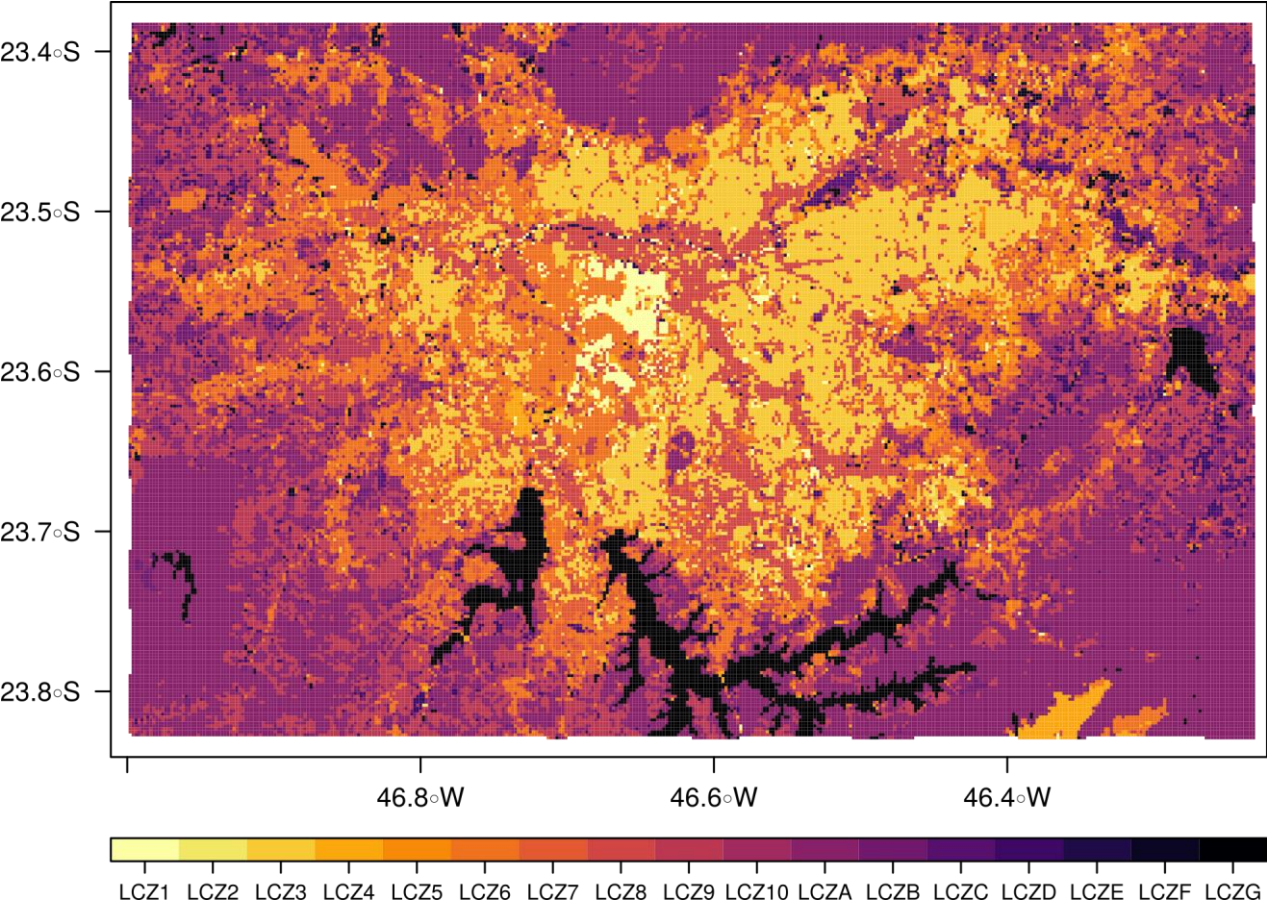 23.4°S
23.5°S
23.6°S
23.7°S
23.8°S
46.8°W 46.6°W 46.4°W
LCZ1 LCZ2 LCZ3 LCZ4 LCZ5 LCZ6 LCZ7 LCZ8 LCZ9 LCZ10 LCZA LCZB LCZC LCZD LCZE LCZF LCZG